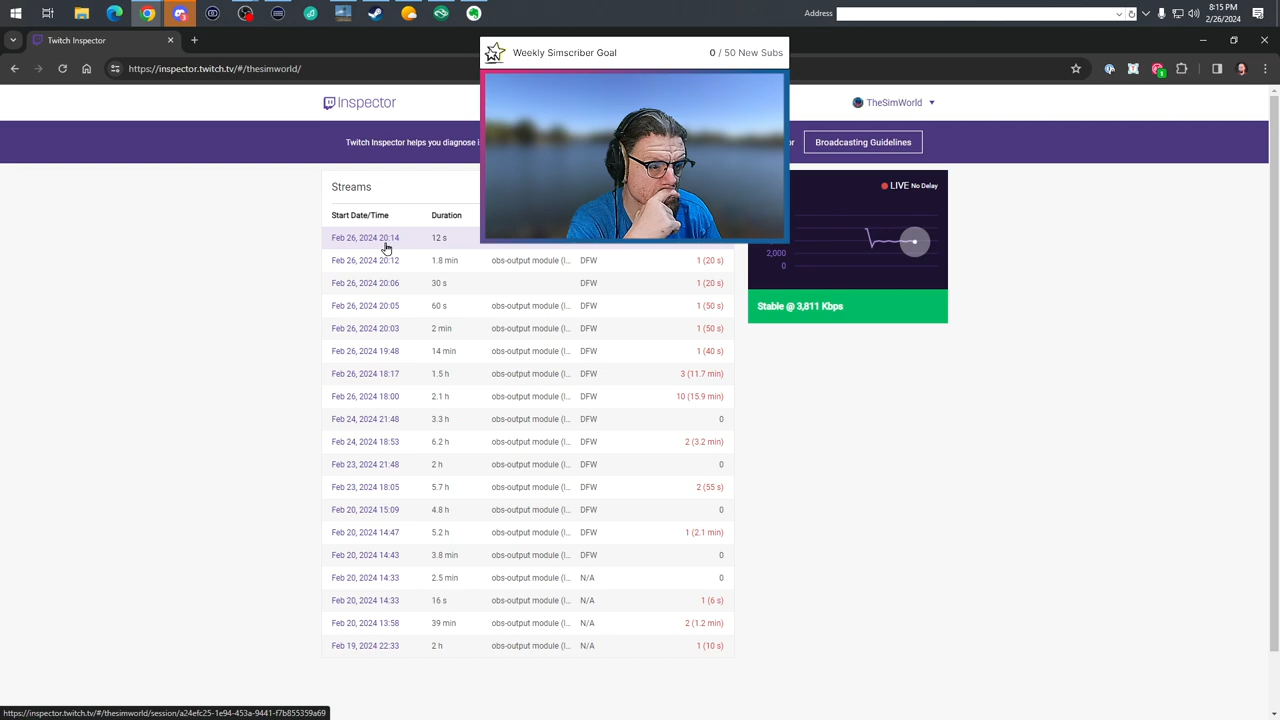 Address
8:15 PM
2/26/2024
Twitch Inspector
https://inspector.twitch.tv/#/thesimworld/
Weekly Simscriber Goal 0 / 50 New Subs
Inspector
TheSimWorld
Twitch Inspector helps you diagnose i
or
Broadcasting Guidelines
Streams
Start Date/Time Duration
Feb 26, 2024 20:14 12 s
Feb 26, 2024 20:12 1.8 min obs-output module (l... DFW 1 (20 s)
Feb 26, 2024 20:06 30 s DFW 1 (20 s)
Feb 26, 2024 20:05 60 s obs-output module (l... DFW 1 (50 s)
Feb 26, 2024 20:03 2 min obs-output module (l... DFW 1 (50 s)
Feb 26, 2024 19:48 14 min obs-output module (l... DFW 1 (40 s)
Feb 26, 2024 18:17 1.5 h obs-output module (l... DFW 3 (11.7 min)
Feb 26, 2024 18:00 2.1 h obs-output module (l... DFW 10 (15.9 min)
Feb 24, 2024 21:48 3.3 h obs-output module (l... DFW 0
Feb 24, 2024 18:53 6.2 h obs-output module (l... DFW 2 (3.2 min)
Feb 23, 2024 21:48 2 h obs-output module (l... DFW 0
Feb 23, 2024 18:05 5.7 h obs-output module (l... DFW 2 (55 s)
Feb 20, 2024 15:09 4.8 h obs-output module (l... DFW 0
Feb 20, 2024 14:47 5.2 h obs-output module (l... DFW 1 (2.1 min)
Feb 20, 2024 14:43 3.8 min obs-output module (l... DFW 0
Feb 20, 2024 14:33 2.5 min obs-output module (l... N/A 0
Feb 20, 2024 14:33 16 s obs-output module (l... N/A 1 (6 s)
Feb 20, 2024 13:58 39 min obs-output module (l... N/A 2 (1.2 min)
Feb 19, 2024 22:33 2 h obs-output module (l... N/A 1 (10 s)
LIVE No Delay
2,000
0
Stable @ 3,811 Kbps
https://inspector.twitch.tv/#/thesimworld/session/a24efc25-1e94-453a-9441-f7b855359a69